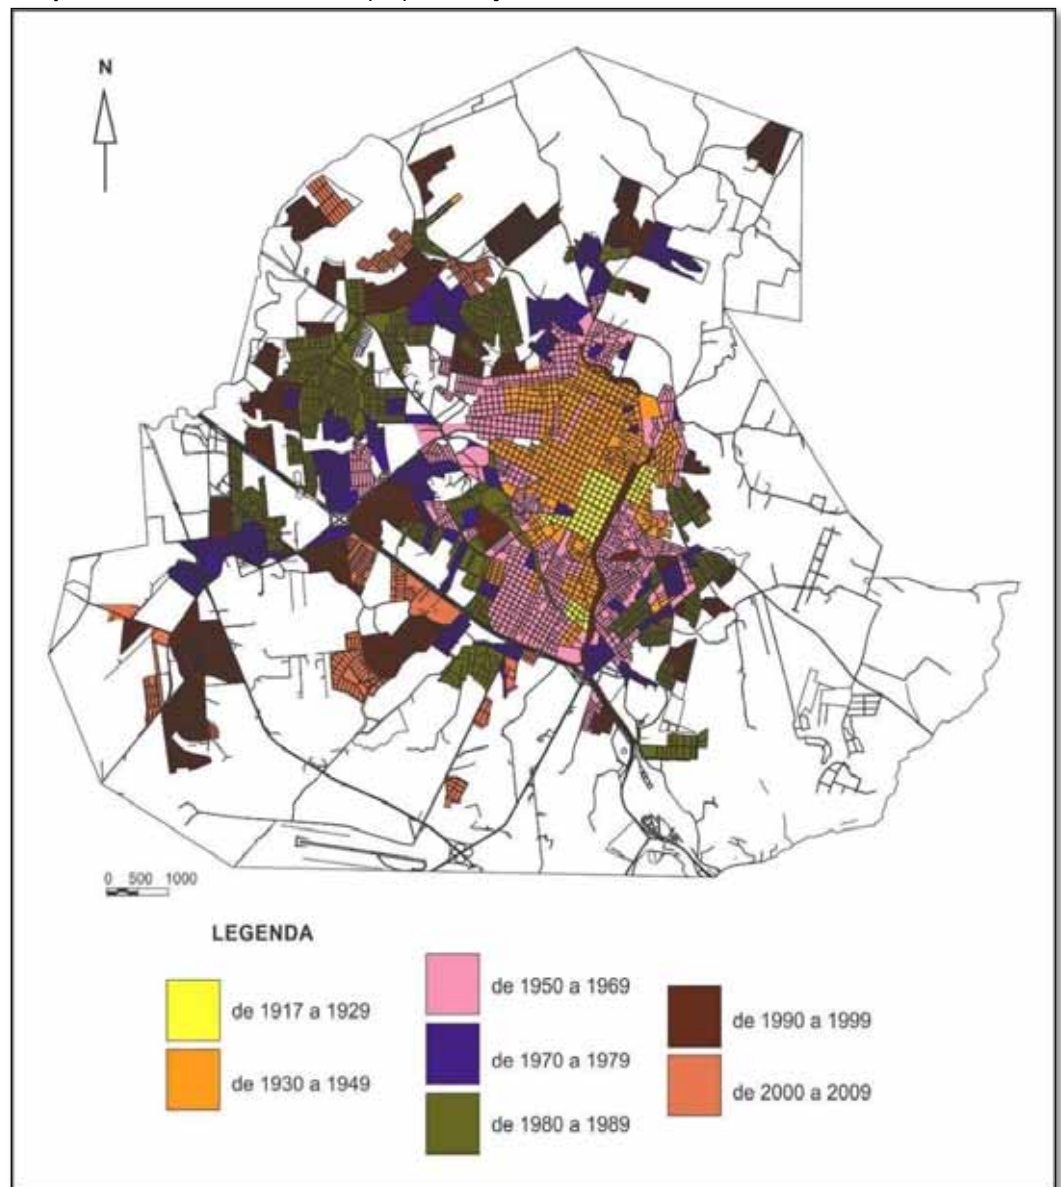 N
0 500 1000
LEGENDA
de 1917 a 1929
de 1930 a 1949
de 1950 a 1969
de 1970 a 1979
de 1980 a 1989
de 1990 a 1999
de 2000 a 2009